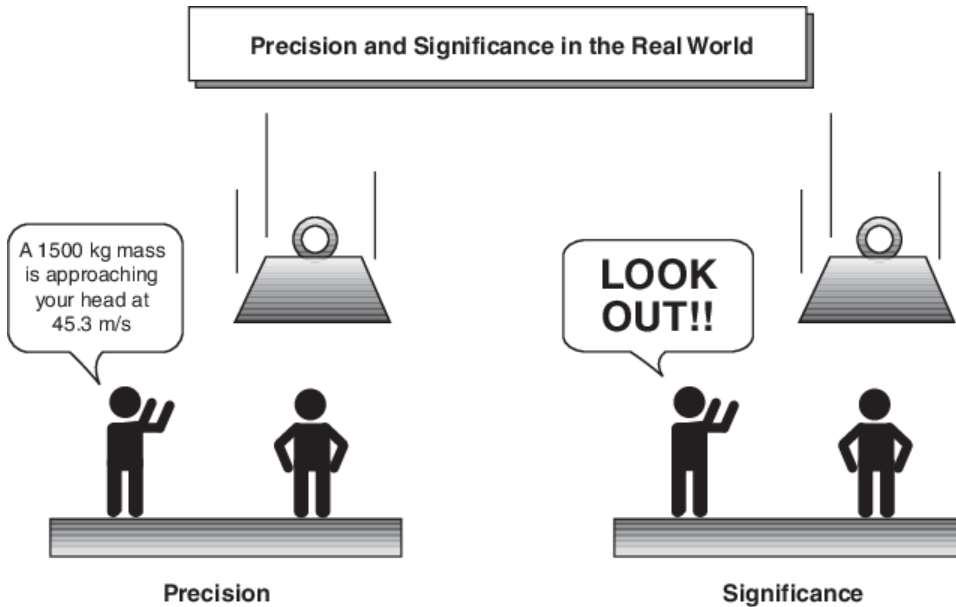 Precision and Significance in the Real World
A 1500 kg mass
is approaching
your head at
45.3 m/s
LOOK
OUT!!
Precision
Significance